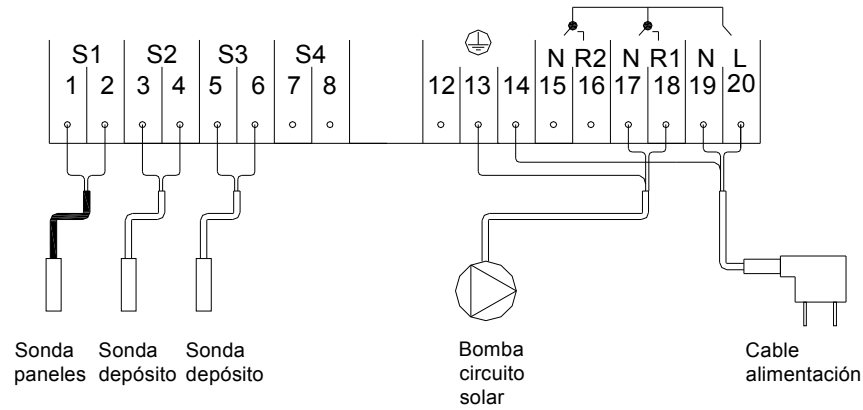 S1 S2 S3 S4 N R2 N R1 N L
1 2 3 4 5 6 7 8 12 13 14 15 16 17 18 19 20
Sonda paneles
Sonda depósito
Sonda depósito
Bomba circuito solar
Cable alimentación